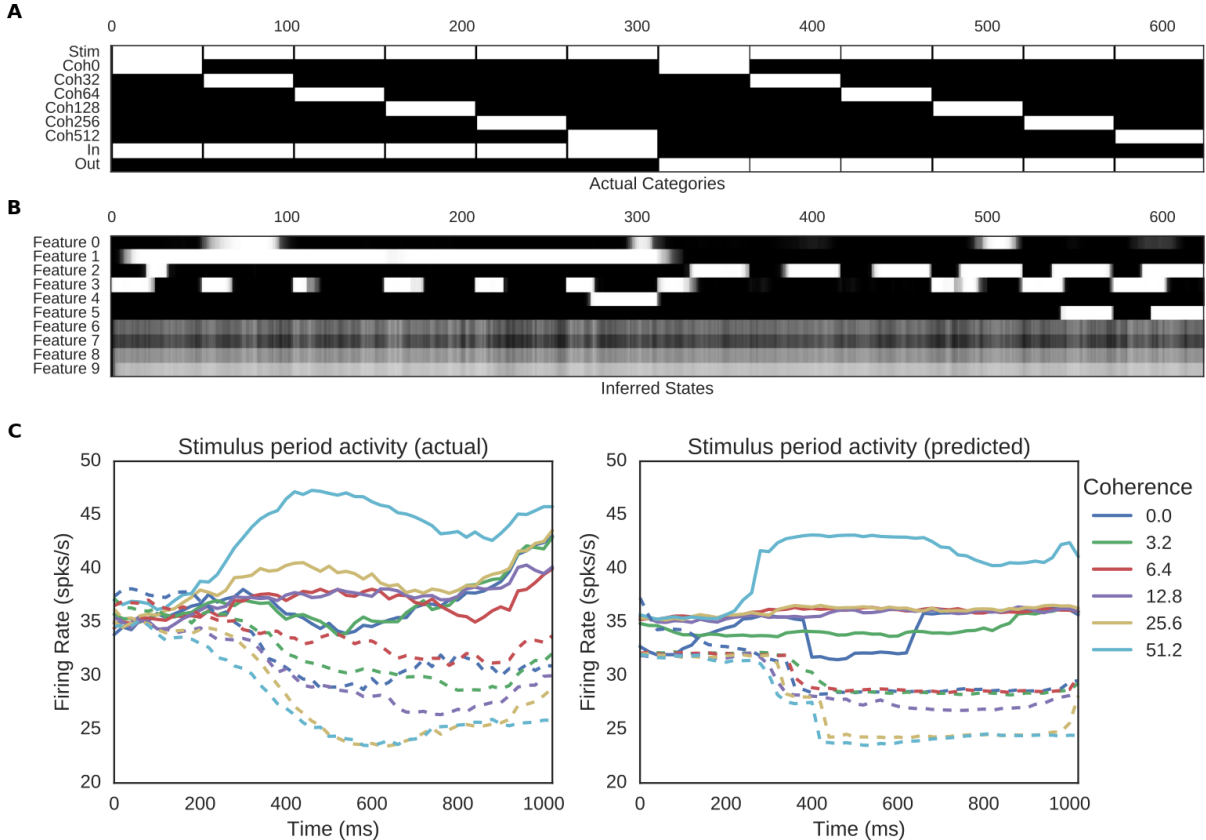 A
0 100 200 300 400 500 600
Stim
Coh0
Coh32
Coh64
Coh128
Coh256
Coh512
In
Out
Actual Categories
B
0 100 200 300 400 500 600
Feature 0
Feature 1
Feature 2
Feature 3
Feature 4
Feature 5
Feature 6
Feature 7
Feature 8
Feature 9
Inferred States
C
Stimulus period activity (actual)
50
45
40
35
30
25
20
Firing Rate (spks/s)
0 200 400 600 800 1000
Time (ms)
Stimulus period activity (predicted)
50
45
40
35
30
25
20
Firing Rate (spks/s)
0 200 400 600 800 1000
Time (ms)
Coherence
0.0
3.2
6.4
12.8
25.6
51.2